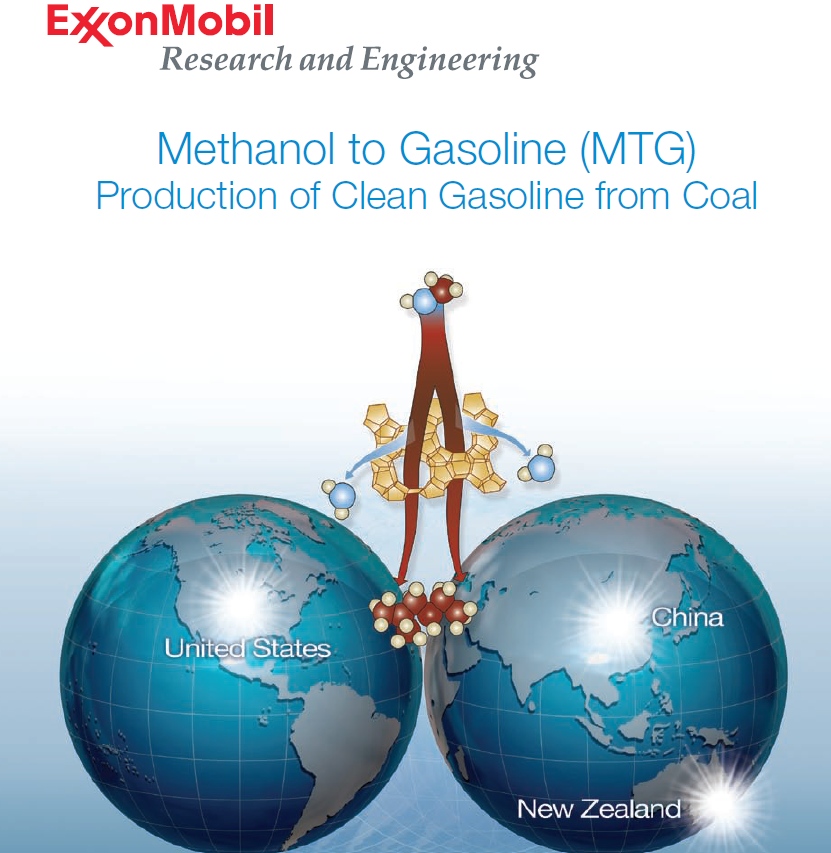 ExxonMobil
Research and Engineering
Methanol to Gasoline (MTG)
Production of Clean Gasoline from Coal
United States
China
New Zealand